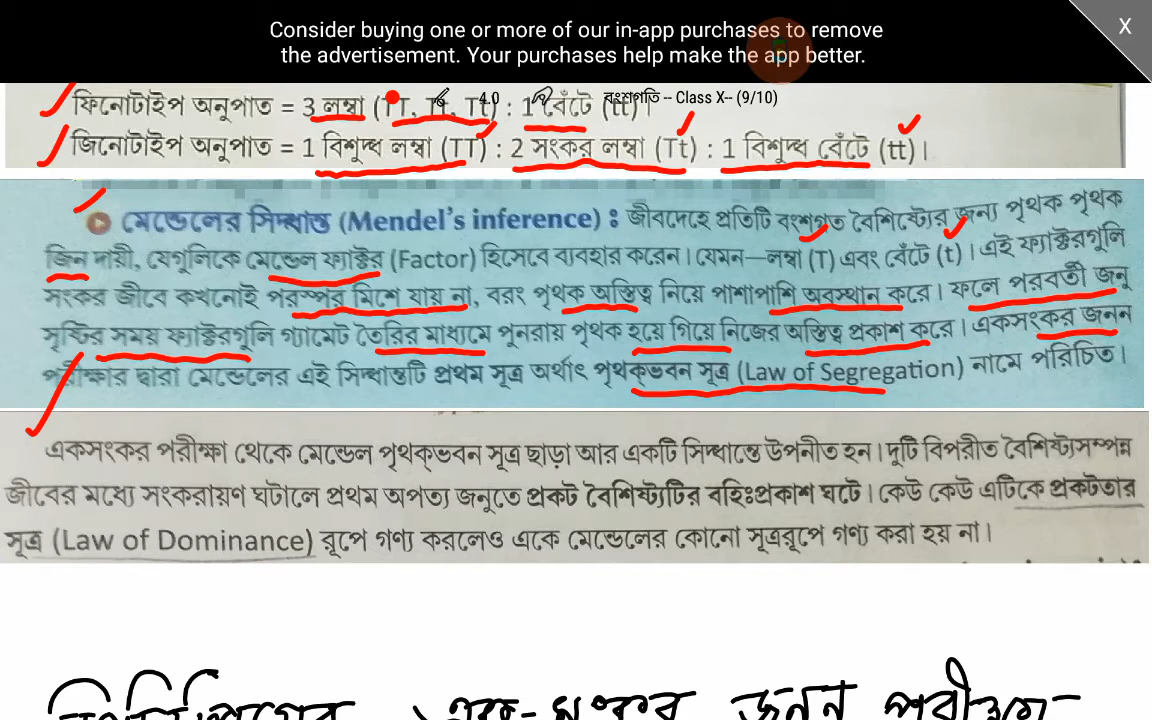 Consider buying one or more of our in-app purchases to remove
the advertisement. Your purchases help make the app better.
X
4.0 বংশগতি -- Class X-- (9/10)
ফিনোটাইপ অনুপাত = 3 লম্বা (TT, Tt, Tt) : 1 বেঁটে (tt)।
জিনোটাইপ অনুপাত = 1 বিশুদ্ধ লম্বা (TT) : 2 সংকর লম্বা (Tt) : 1 বিশুদ্ধ বেঁটে (tt)।
মেন্ডেলের সিদ্ধান্ত (Mendel's inference) : জীবদেহে প্রতিটি বংশগত বৈশিষ্ট্যের জন্য পৃথক পৃথক
জিন দায়ী, যেগুলিকে মেন্ডেল ফ্যাক্টর (Factor) হিসেবে ব্যবহার করেন। যেমন—লম্বা (T) এবং বেঁটে (t)। এই ফ্যাক্টরগুলি
সংকর জীবে কখনোই পরস্পর মিশে যায় না, বরং পৃথক অস্তিত্ব নিয়ে পাশাপাশি অবস্থান করে। ফলে পরবর্তী জনু
সৃষ্টির সময় ফ্যাক্টরগুলি গ্যামেট তৈরির মাধ্যমে পুনরায় পৃথক হয়ে গিয়ে নিজের অস্তিত্ব প্রকাশ করে। একসংকর জনন
পরীক্ষার দ্বারা মেন্ডেলের এই সিদ্ধান্তটি প্রথম সূত্র অর্থাৎ পৃথক্‌ভবন সূত্র (Law of Segregation) নামে পরিচিত।
একসংকর পরীক্ষা থেকে মেন্ডেল পৃথক্‌ভবন সূত্র ছাড়া আর একটি সিদ্ধান্তে উপনীত হন। দুটি বিপরীত বৈশিষ্ট্যসম্পন্ন
জীবের মধ্যে সংকরায়ণ ঘটালে প্রথম অপত্য জনুতে প্রকট বৈশিষ্ট্যটির বহিঃপ্রকাশ ঘটে। কেউ কেউ এটিকে প্রকটতার
সূত্র (Law of Dominance) রূপে গণ্য করলেও একে মেন্ডেলের কোনো সূত্ররূপে গণ্য করা হয় না।
এক-সংকর জনন